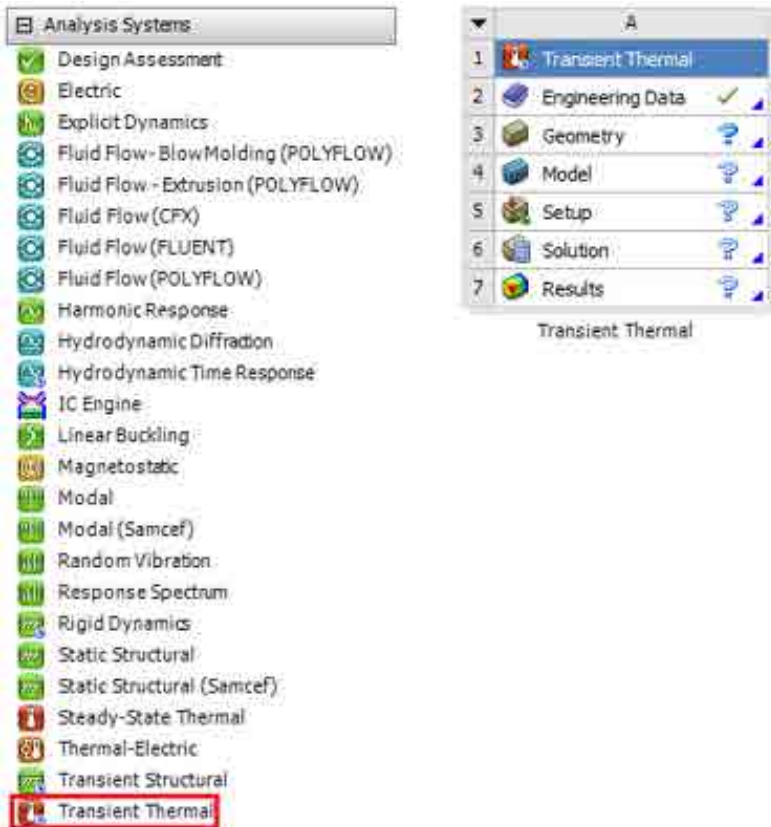 Analysis Systems
Design Assessment
Electric
Explicit Dynamics
Fluid Flow - Blow Molding (POLYFLOW)
Fluid Flow - Extrusion (POLYFLOW)
Fluid Flow (CFX)
Fluid Flow (FLUENT)
Fluid Flow (POLYFLOW)
Harmonic Response
Hydrodynamic Diffraction
Hydrodynamic Time Response
IC Engine
Linear Buckling
Magnetostatic
Modal
Modal (Samcef)
Random Vibration
Response Spectrum
Rigid Dynamics
Static Structural
Static Structural (Samcef)
Steady-State Thermal
Thermal-Electric
Transient Structural
Transient Thermal
A
1 Transient Thermal
2 Engineering Data
3 Geometry
4 Model
5 Setup
6 Solution
7 Results
Transient Thermal